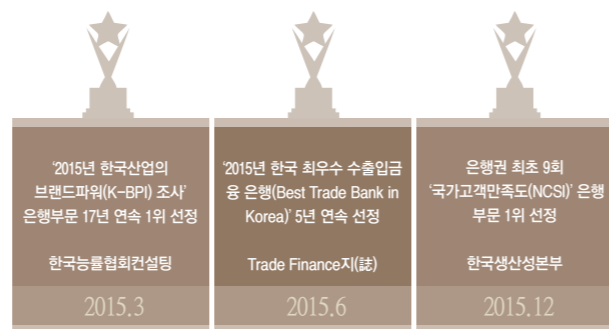 '2015년 한국산업의
브랜드파워(K-BPI) 조사'
은행부문 17년 연속 1위 선정
한국능률협회컨설팅
2015.3
'2015년 한국 최우수 수출입금
융 은행(Best Trade Bank in
Korea)' 5년 연속 선정
Trade Finance지(誌)
2015.6
은행권 최초 9회
'국가고객만족도(NCSI)' 은행
부문 1위 선정
한국생산성본부
2015.12